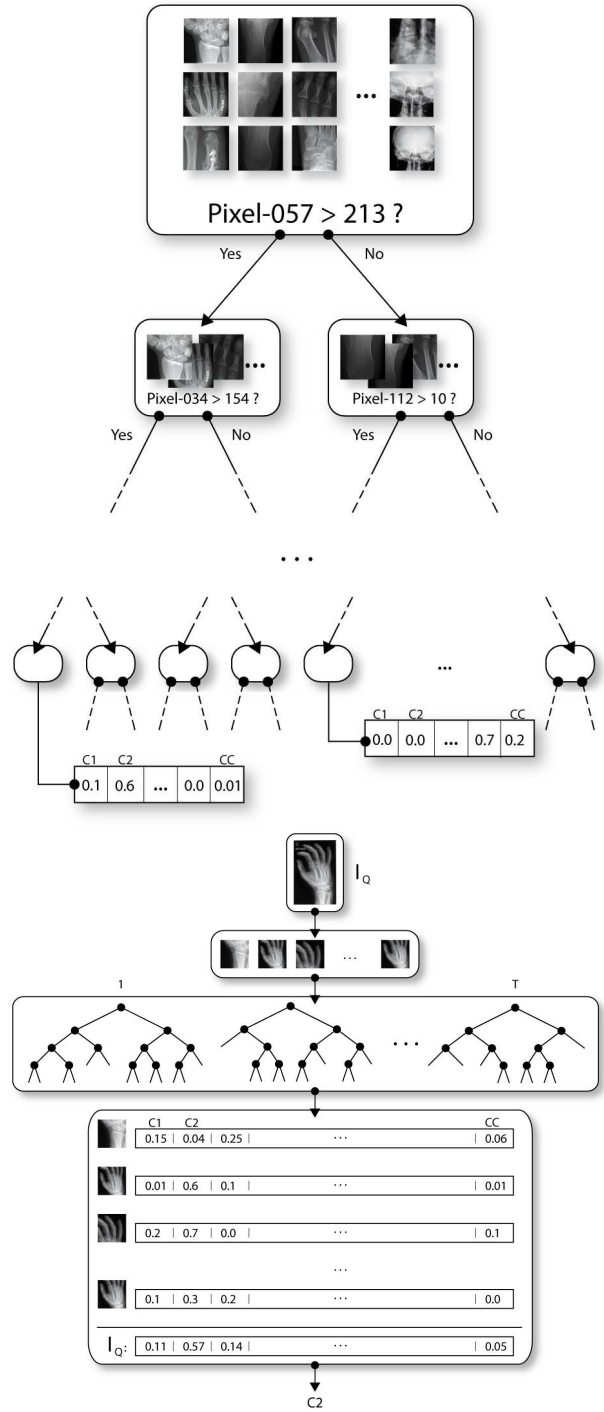 ...
Pixel-057 > 213 ?
Yes No
... ...
Pixel-034 > 154 ? Pixel-112 > 10 ?
Yes No Yes No
...
...
C1 C2 CC
0.0 0.0 ... 0.7 0.2
C1 C2 CC
0.1 0.6 ... 0.0 0.01
I Q
...
1 T
...
C1 C2 CC
0.15 | 0.04 | 0.25 | ... | 0.06
0.01 | 0.6 | 0.1 | ... | 0.01
0.2 | 0.7 | 0.0 | ... | 0.1
...
0.1 | 0.3 | 0.2 | ... | 0.0
I Q: 0.11 | 0.57 | 0.14 | ... | 0.05
C2